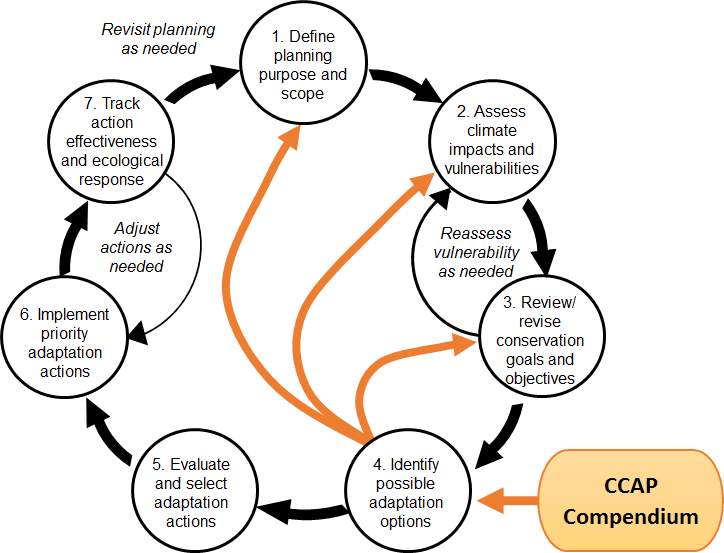 Revisit planning
as needed
1. Define
planning
purpose and
scope
2. Assess
climate
impacts and
vulnerabilities
Reassess
vulnerability
as needed
3. Review/
revise
conservation
goals and
objectives
4. Identify
possible
adaptation
options
CCAP
Compendium
5. Evaluate
and select
adaptation
actions
6. Implement
priority
adaptation
actions
Adjust
actions as
needed
7. Track
action
effectiveness
and ecological
response